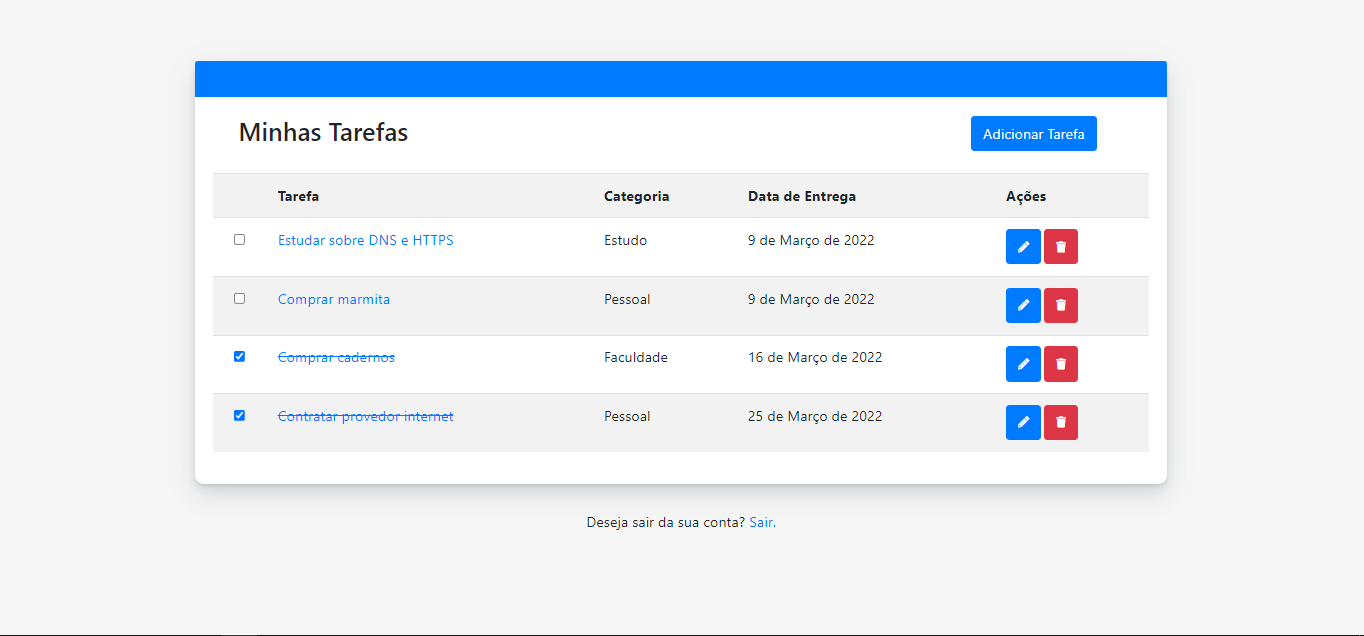 Minhas Tarefas
Adicionar Tarefa
Tarefa Categoria Data de Entrega Ações
Estudar sobre DNS e HTTPS Estudo 9 de Março de 2022
Comprar marmita Pessoal 9 de Março de 2022
Comprar cadernos Faculdade 16 de Março de 2022
Contratar provedor internet Pessoal 25 de Março de 2022
Deseja sair da sua conta? Sair.